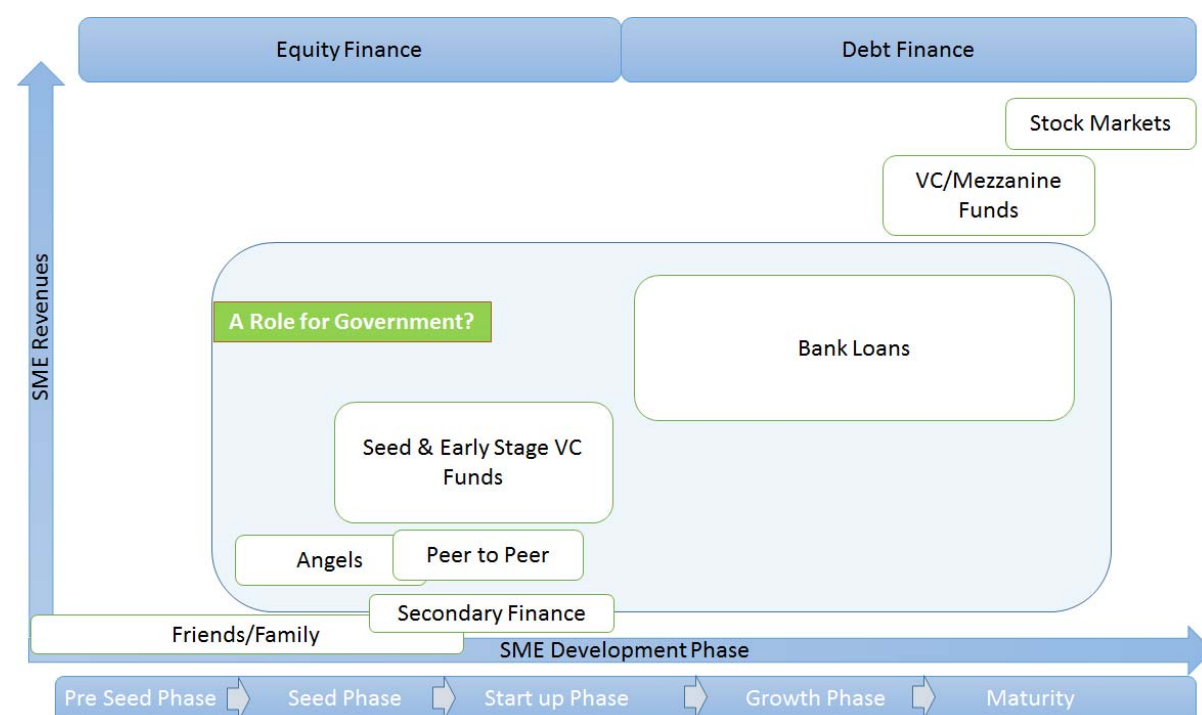 Equity Finance
Debt Finance
Stock Markets
VC/Mezzanine
Funds
SME Revenues
A Role for Government?
Bank Loans
Seed & Early Stage VC
Funds
Angels
Peer to Peer
Secondary Finance
Friends/Family
SME Development Phase
Pre Seed Phase
Seed Phase
Start up Phase
Growth Phase
Maturity